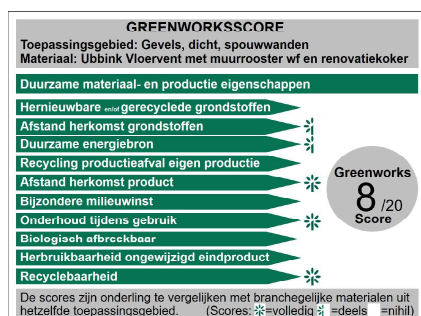 GREENWORKSSCORE
Toepassingsgebied: Gevels, dicht, spouwwanden
Materiaal: Ubbink Vloervent met muurrooster wf en renovatiekoker
Duurzame materiaal- en productie eigenschappen
Hernieuwbare en/of gerecyclede grondstoffen
Afstand herkomst grondstoffen
Duurzame energiebron
Recycling productieafval eigen productie
Afstand herkomst product
Bijzondere milieuwinst
Onderhoud tijdens gebruik
Biologisch afbreekbaar
Herbruikbaarheid ongewijzigd eindproduct
Recyclebaarheid
Greenworks
8 /20
Score
De scores zijn onderling te vergelijken met branchegelijke materialen uit
hetzelfde toepassingsgebied. (Scores: =volledig =deels =nihil)